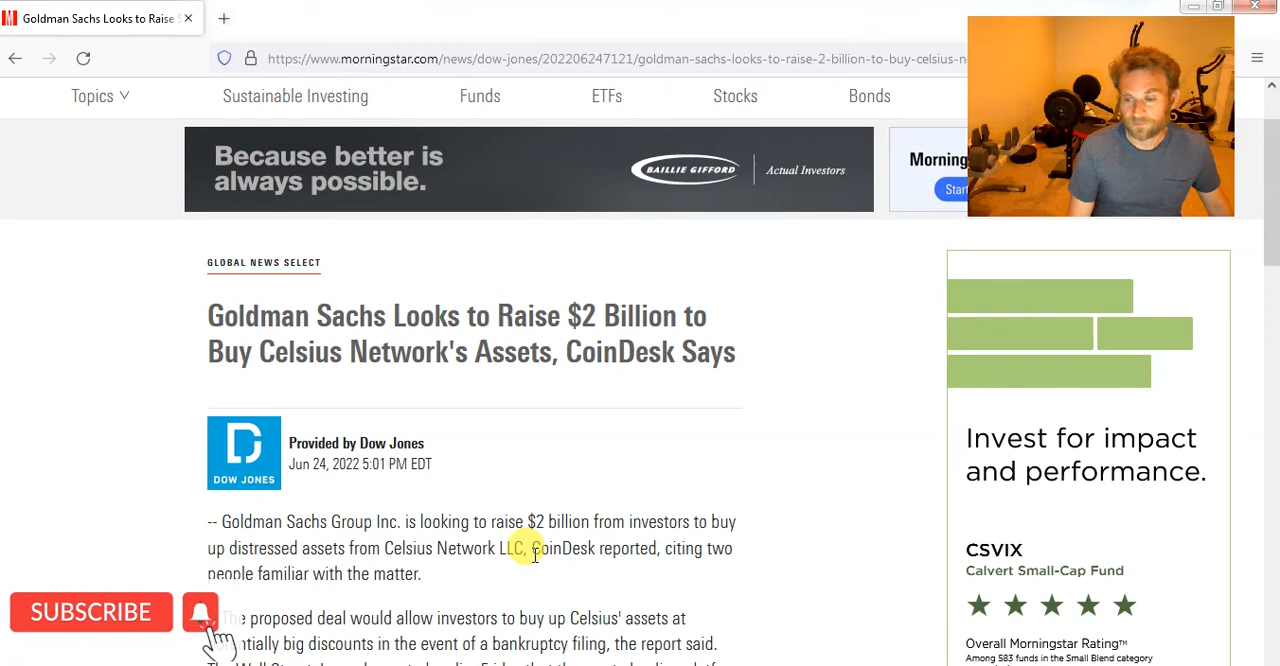 Goldman Sachs Looks to Raise
https://www.morningstar.com/news/dow-jones/202206247121/goldman-sachs-looks-to-raise-2-billion-to-buy-celsius-n
Topics Sustainable Investing Funds ETFs Stocks Bonds
Because better is
always possible.
BAILLIE GIFFORD Actual Investors
Morning
Star
GLOBAL NEWS SELECT
Goldman Sachs Looks to Raise $2 Billion to
Buy Celsius Network's Assets, CoinDesk Says
Provided by Dow Jones
Jun 24, 2022 5:01 PM EDT
DOW JONES
-- Goldman Sachs Group Inc. is looking to raise $2 billion from investors to buy
up distressed assets from Celsius Network LLC, CoinDesk reported, citing two
people familiar with the matter.
The proposed deal would allow investors to buy up Celsius' assets at
big discounts in the event of a bankruptcy filing, the report said.
SUBSCRIBE
Invest for impact
and performance.
CSVIX
Calvert Small-Cap Fund
Overall Morningstar Rating™
Among 583 funds in the Small Blend category